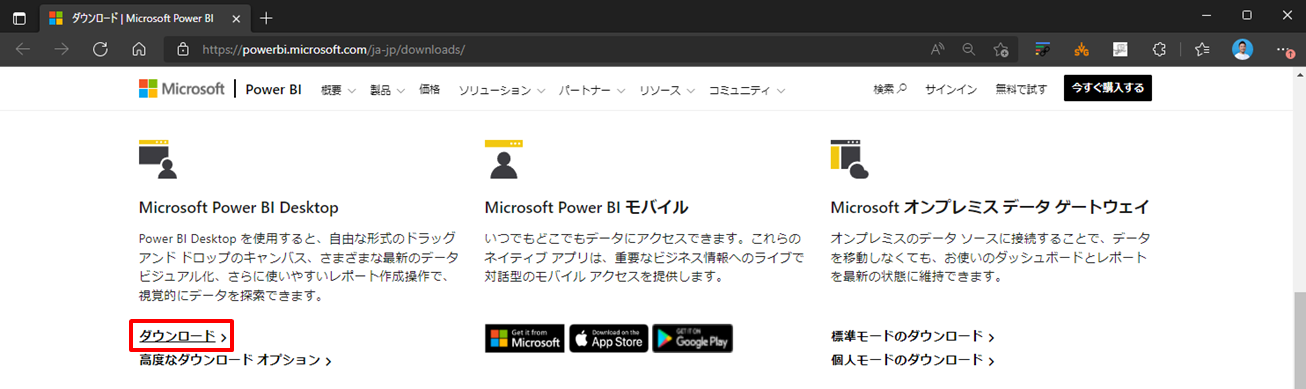 ダウンロード | Microsoft Power BI
https://powerbi.microsoft.com/ja-jp/downloads/
Microsoft Power BI 概要 製品 価格 ソリューション パートナー リソース コミュニティ 検索 サインイン 無料で試す 今すぐ購入する
Microsoft Power BI Desktop
Power BI Desktop を使用すると、自由な形式のドラッグ
アンド ドロップのキャンバス、さまざまな最新のデータ
ビジュアル化、さらに使いやすいレポート作成操作で、
視覚的にデータを探索できます。
ダウンロード
高度なダウンロード オプション
Microsoft Power BI モバイル
いつでもどこでもデータにアクセスできます。これらの
ネイティブ アプリは、重要なビジネス情報へのライブで
対話型のモバイル アクセスを提供します。
Get it from
Microsoft
Download on the
App Store
GET IT ON
Google Play
Microsoft オンプレミス データ ゲートウェイ
オンプレミスのデータ ソースに接続することで、データ
を移動しなくても、お使いのダッシュボードとレポート
を最新の状態に維持できます。
標準モードのダウンロード
個人モードのダウンロード